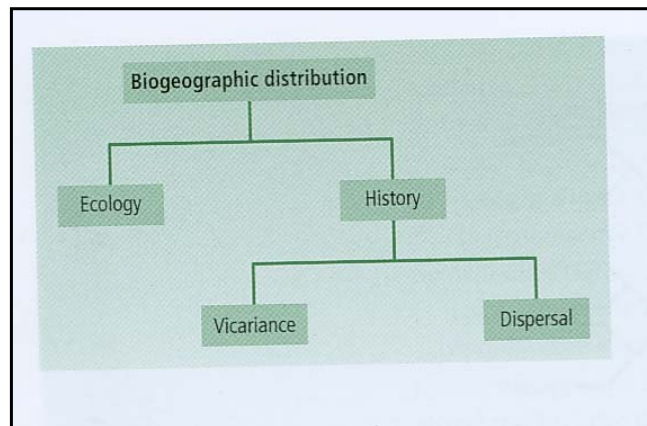 Biogeographic distribution
Ecology
History
Vicariance
Dispersal